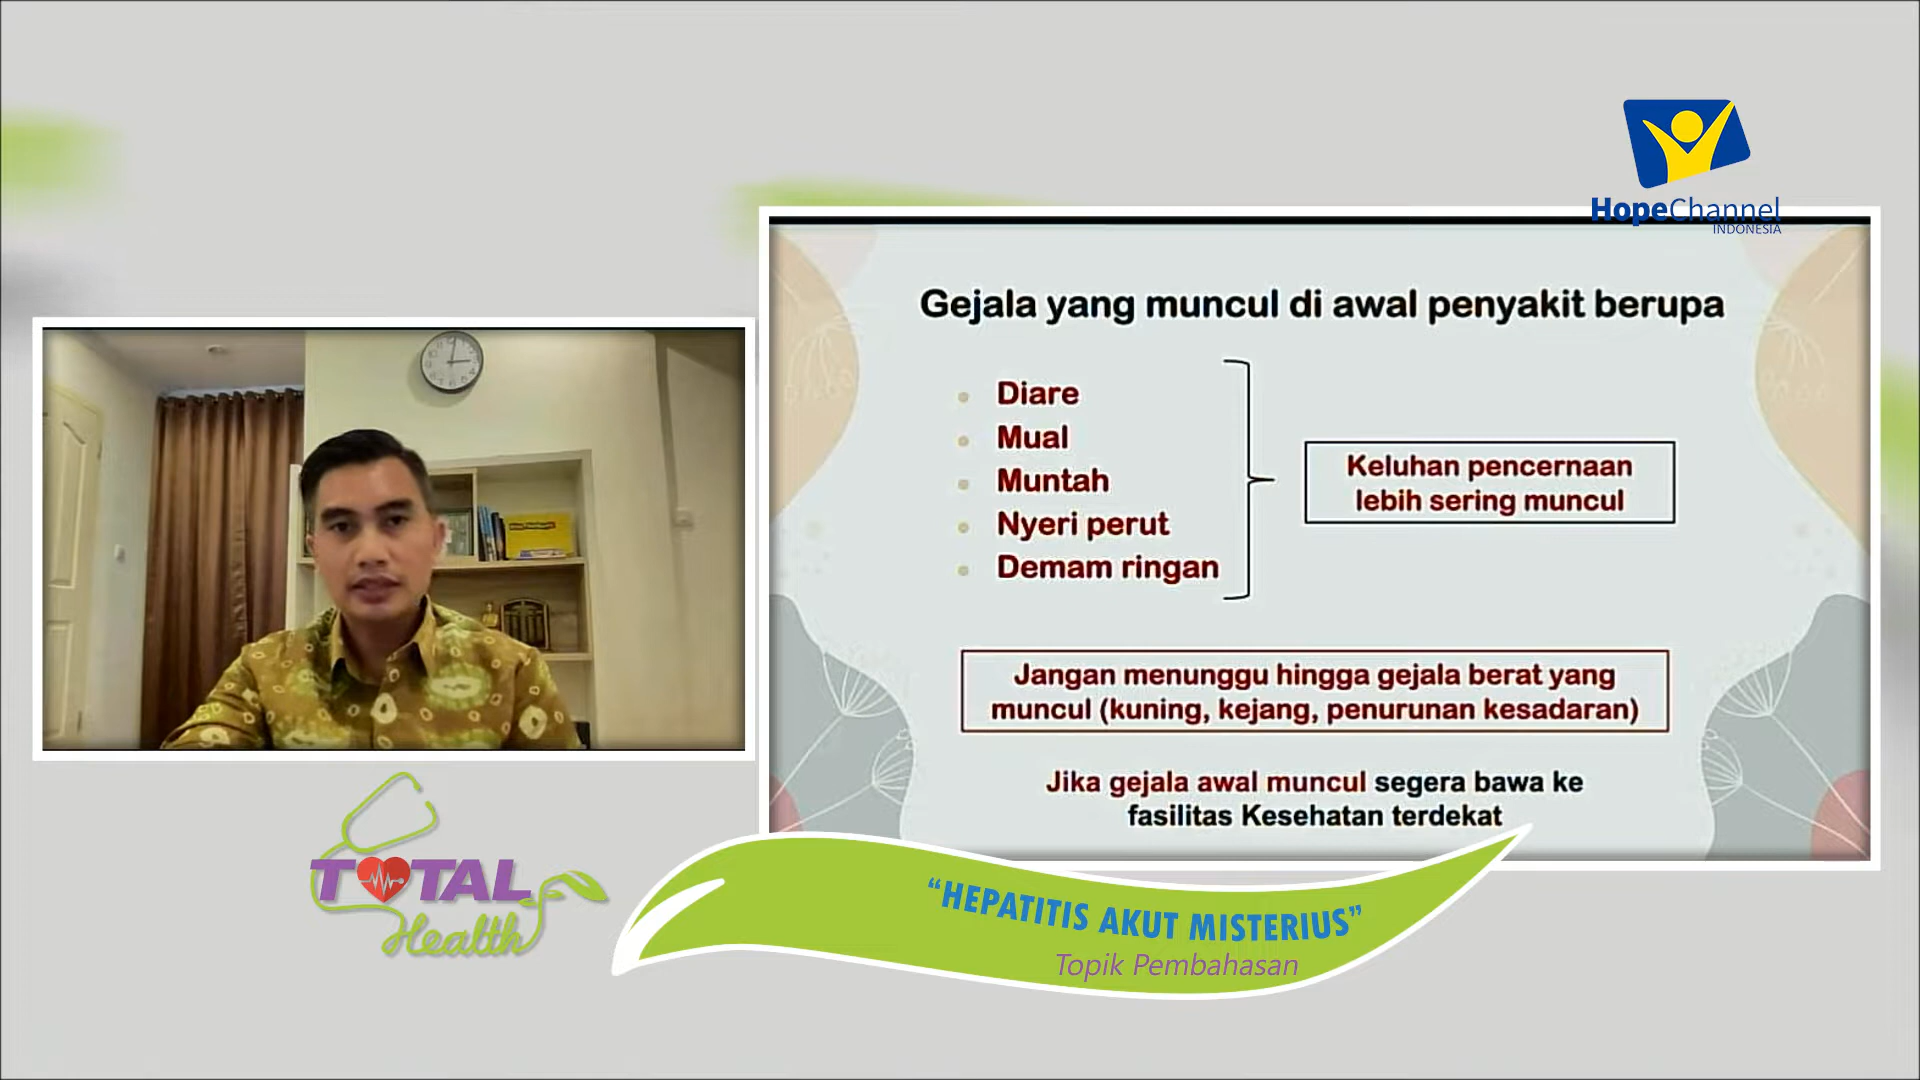 HopeChannel
INDONESIA
Gejala yang muncul di awal penyakit berupa
Diare
Mual
Muntah
Nyeri perut
Demam ringan
Keluhan pencernaan
lebih sering muncul
Jangan menunggu hingga gejala berat yang
muncul (kuning, kejang, penurunan kesadaran)
Jika gejala awal muncul segera bawa ke
fasilitas Kesehatan terdekat
TOTAL
Health
“HEPATITIS AKUT MISTERIUS”
Topik Pembahasan